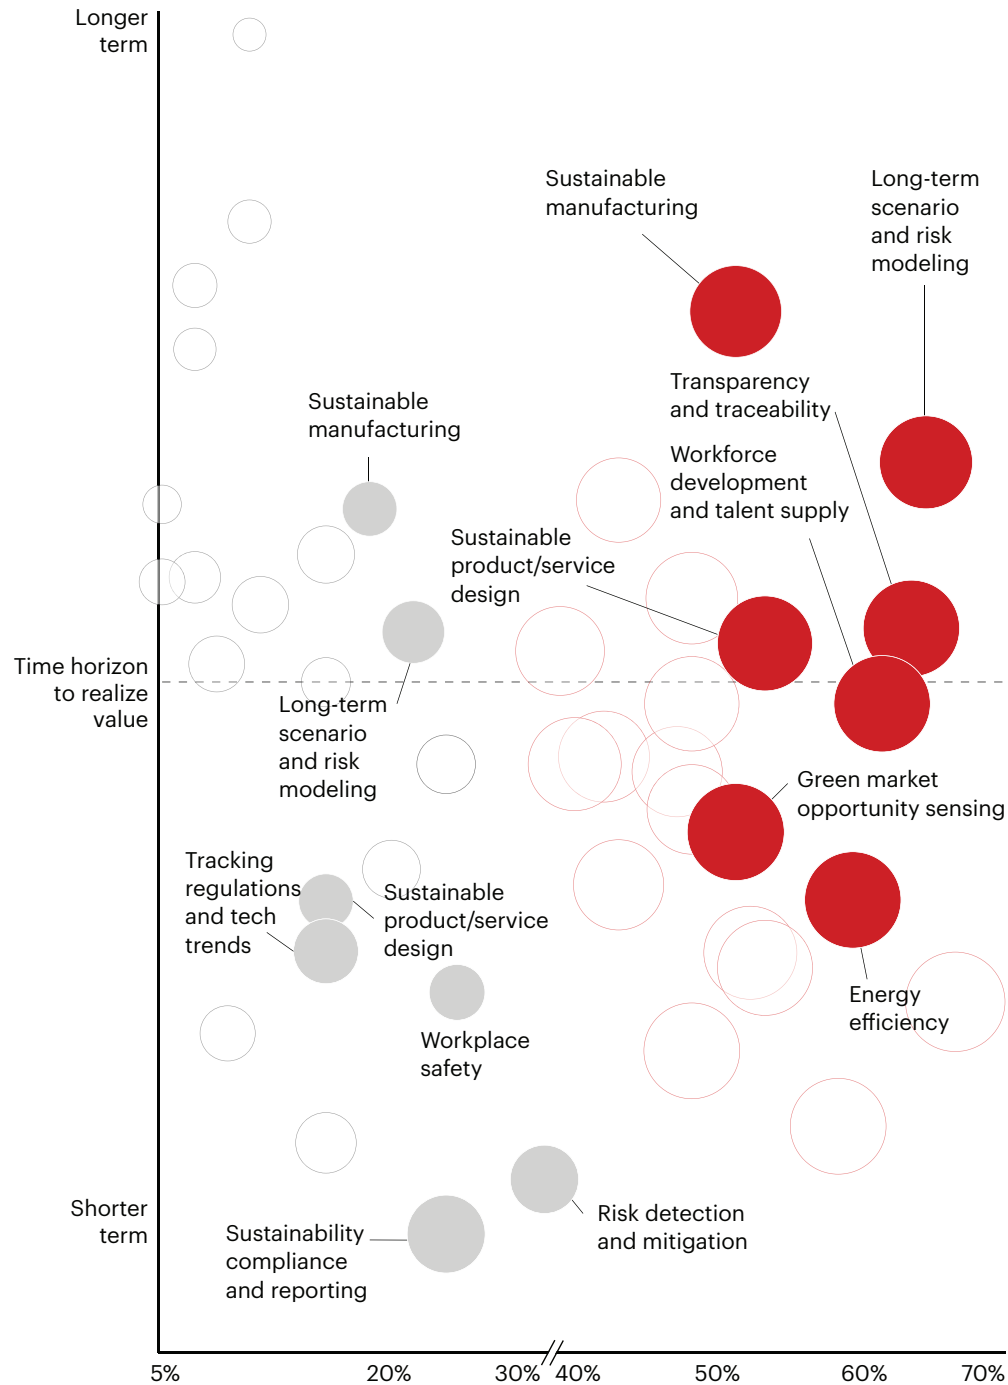 Longer
term
Sustainable
manufacturing
Long-term
scenario
and risk
modeling
Transparency
and traceability
Sustainable
manufacturing
Workforce
development
and talent supply
Sustainable
product/service
design
Time horizon
to realize
value
Long-term
scenario
and risk
modeling
Green market
opportunity sensing
Tracking
regulations
and tech
trends
Sustainable
product/service
design
Energy
efficiency
Workplace
safety
Shorter
term
Risk detection
and mitigation
Sustainability
compliance
and reporting
5% 20% 30% 40% 50% 60% 70%